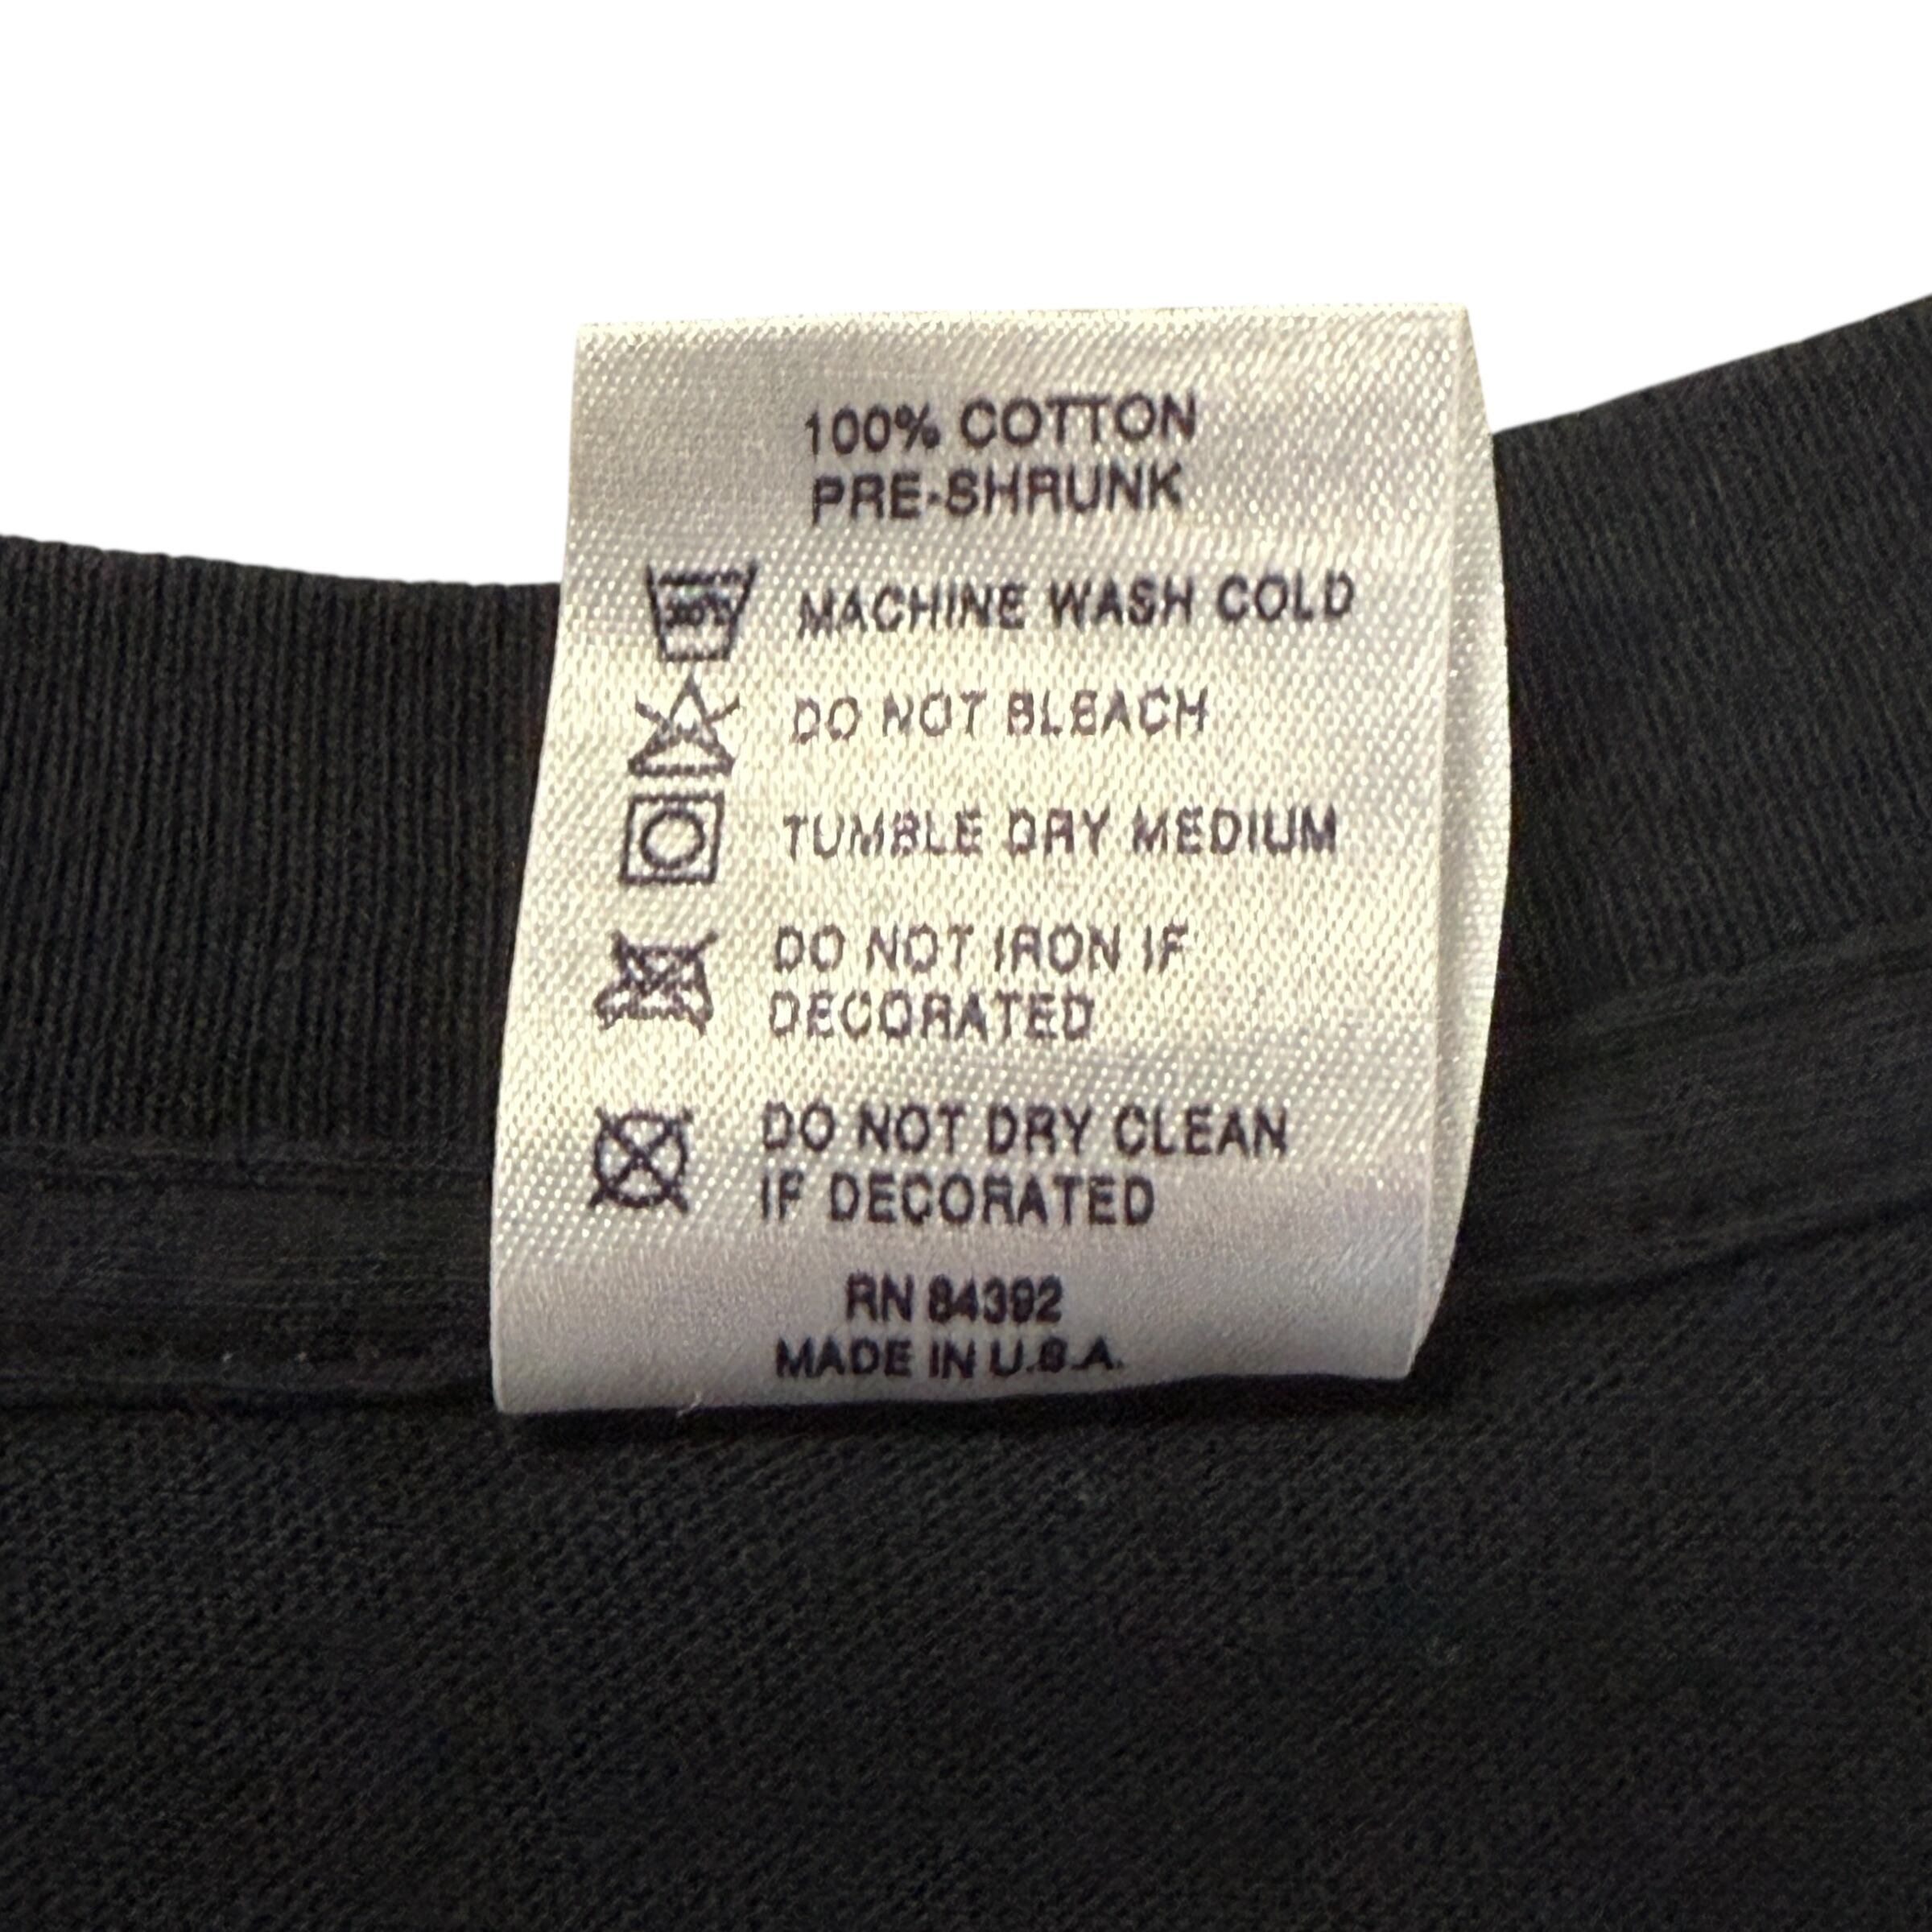 100% COTTON
PRE-SHRUNK
MACHINE WASH COLD
DO NOT BLEACH
TUMBLE DRY MEDIUM
DO NOT IRON IF
DECORATED
DO NOT DRY CLEAN
IF DECORATED
RN 84392
MADE IN U.S.A.